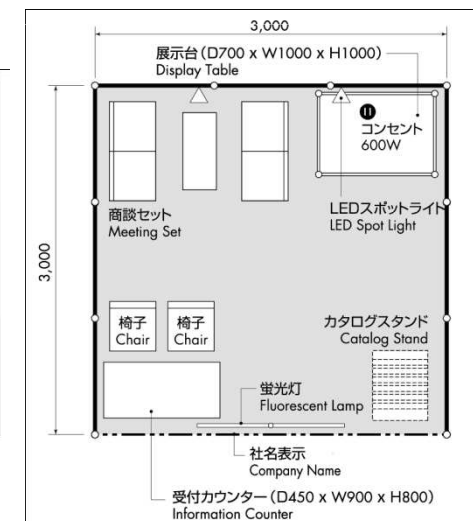 3,000
展示台（D700 x W1000 x H1000）
Display Table
コンセント
600W
商談セット
Meeting Set
LEDスポットライト
LED Spot Light
3,000
椅子
Chair
椅子
Chair
カタログスタンド
Catalog Stand
蛍光灯
Fluorescent Lamp
社名表示
Company Name
受付カウンター（D450 x W900 x H800）
Information Counter